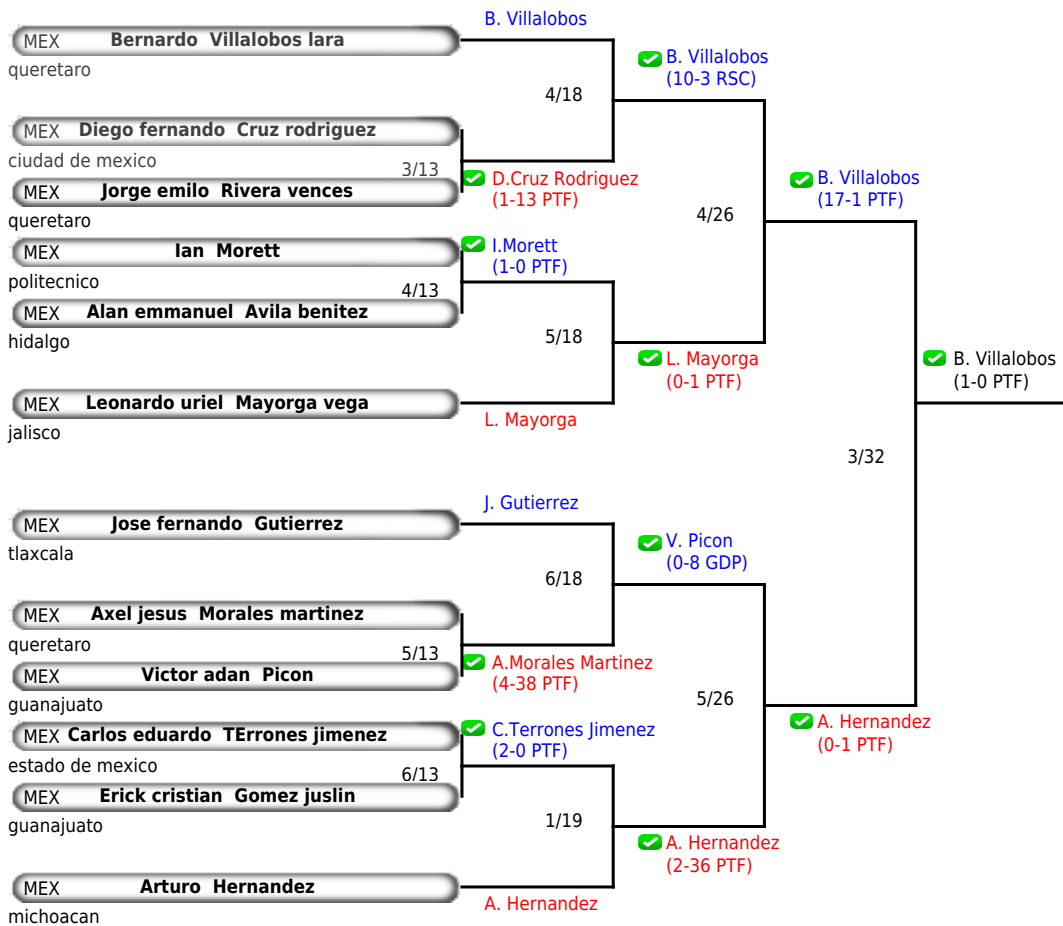 B. Villalobos
MEX Bernardo Villalobos lara
queretaro
B. Villalobos
(10-3 RSC)
4/18
MEX Diego fernando Cruz rodriguez
ciudad de mexico
3/13
D.Cruz Rodriguez
(1-13 PTF)
MEX Jorge emilo Rivera vences
queretaro
B. Villalobos
(17-1 PTF)
4/26
MEX Ian Morett
politecnico
I.Morett
(1-0 PTF)
4/13
MEX Alan emmanuel Avila benitez
hidalgo
5/18
L. Mayorga
(0-1 PTF)
B. Villalobos
(1-0 PTF)
MEX Leonardo uriel Mayorga vega
jalisco
L. Mayorga
3/32
J. Gutierrez
MEX Jose fernando Gutierrez
tlaxcala
V. Picon
(0-8 GDP)
6/18
MEX Axel jesus Morales martinez
queretaro
5/13
A.Morales Martinez
(4-38 PTF)
MEX Victor adan Picon
guanajuato
5/26
A. Hernandez
(0-1 PTF)
MEX Carlos eduardo TErrones jimenez
estado de mexico
C.Terrones Jimenez
(2-0 PTF)
6/13
MEX Erick cristian Gomez juslin
guanajuato
1/19
A. Hernandez
(2-36 PTF)
MEX Arturo Hernandez
michoacan
A. Hernandez